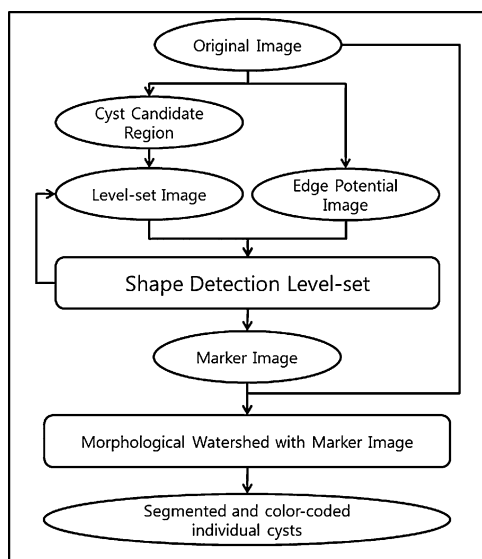 Original Image
Cyst Candidate
Region
Level-set Image
Edge Potential
Image
Shape Detection Level-set
Marker Image
Morphological Watershed with Marker Image
Segmented and color-coded
individual cysts